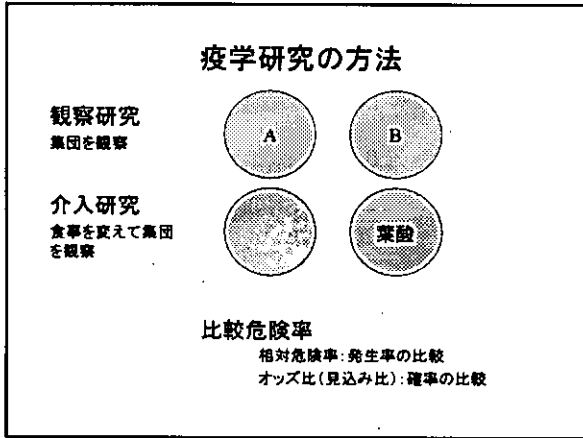 疫学研究の方法
観察研究
集団を観察
A
B
介入研究
食事を変えて集団
を観察
葉酸
比較危険率
相対危険率:発生率の比較
オッズ比(見込み比):確率の比較